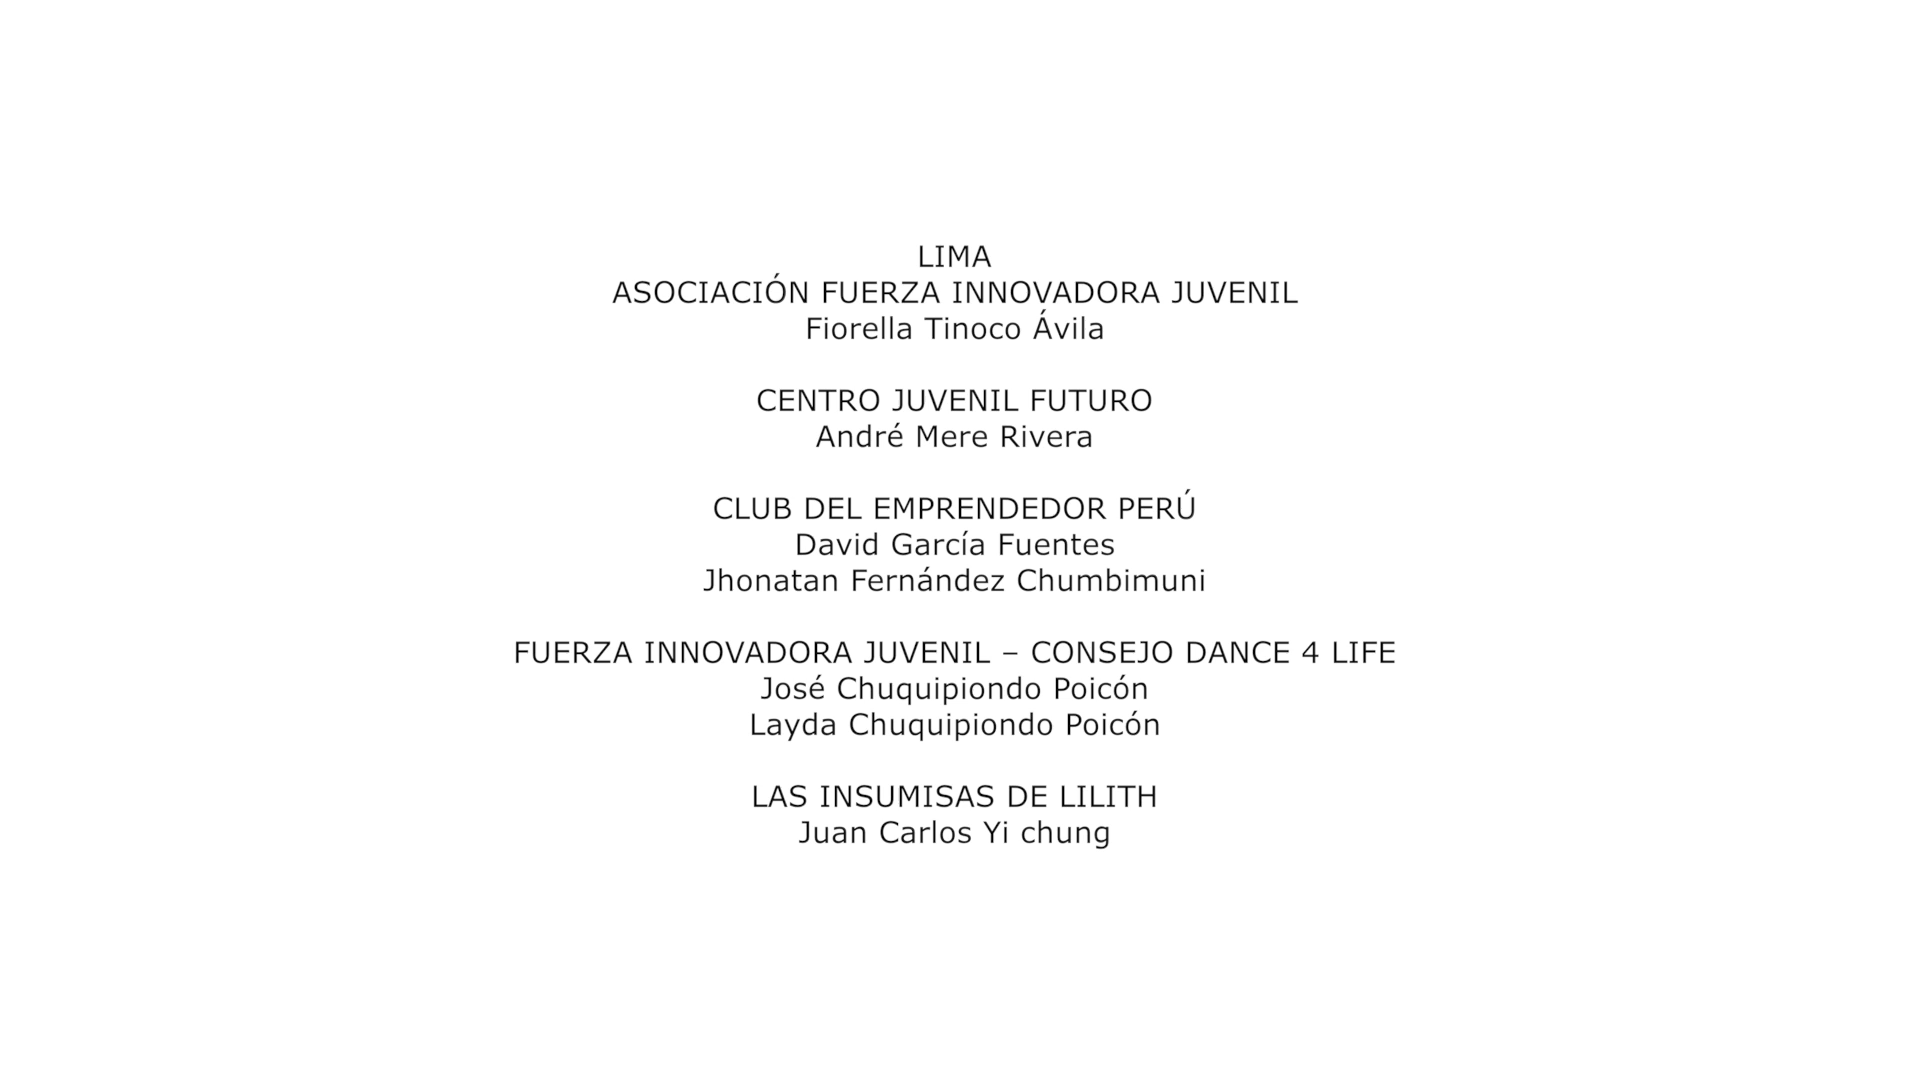 LIMA
ASOCIACIÓN FUERZA INNOVADORA JUVENIL
Fiorella Tinoco Ávila
CENTRO JUVENIL FUTURO
André Mere Rivera
CLUB DEL EMPRENDEDOR PERÚ
David García Fuentes
Jhonatan Fernández Chumbimuni
FUERZA INNOVADORA JUVENIL – CONSEJO DANCE 4 LIFE
José Chuquipiondo Poicón
Layda Chuquipiondo Poicón
LAS INSUMISAS DE LILITH
Juan Carlos Yi chung